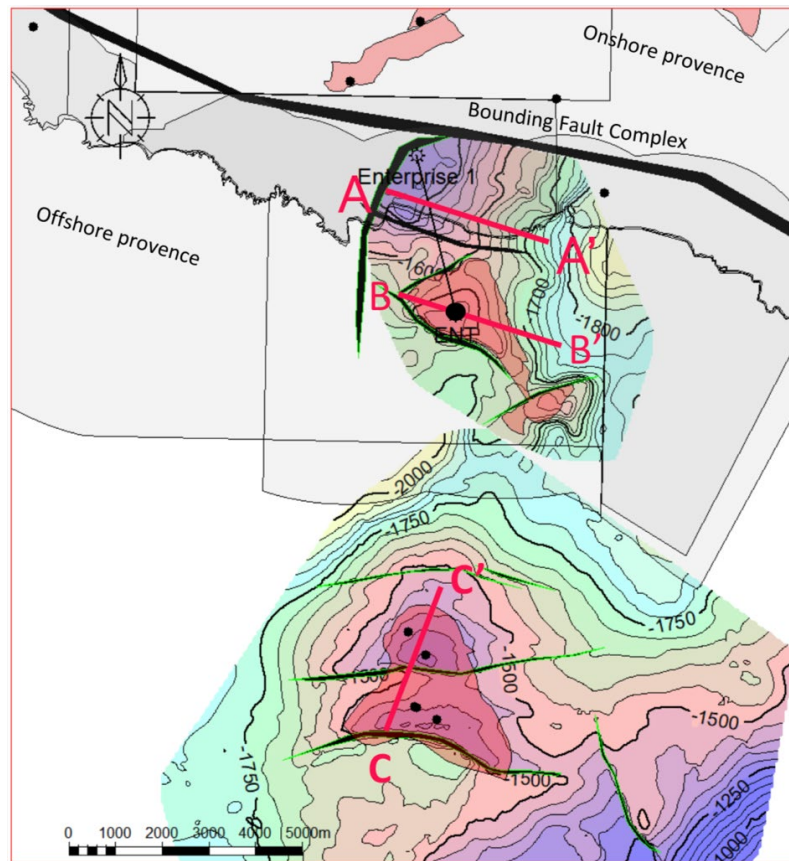 Onshore provence
Bounding Fault Complex
N
Enterprise 1
A
Offshore provence
A'
-1600
-1700
B
-1800
ENT
B'
-2000
-1750
C'
-1750
-1500
-1500
-1500
C
-1500
-1750
-1250
-1000
0 1000 2000 3000 4000 5000m